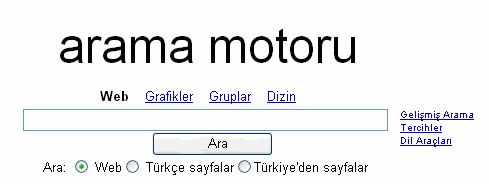 arama motoru
Web Grafikler Gruplar Dizin
Gelişmiş Arama
Tercihler
Dil Araçları
Ara
Ara: Web Türkçe sayfalar Türkiye'den sayfalar